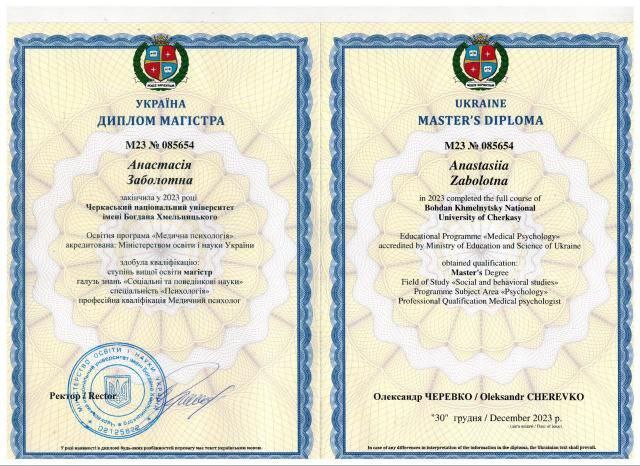 УКРАЇНА
ДИПЛОМ МАГІСТРА
М23 № 085654
Анастасія
Заболотна
закінчила у 2023 році
Черкаський національний університет
імені Богдана Хмельницького
Освітня програма «Медична психологія»
акредитована: Міністерством освіти і науки України
здобула кваліфікацію:
ступінь вищої освіти магістр
галузь знань «Соціальні та поведінкові науки»
спеціальність «Психологія»
професійна кваліфікація Медичний психолог
Ректор / Rector
МІНІСТЕРСТВО ОСВІТИ І НАУКИ УКРАЇНИ
02125622
У разі наявності в дипломі будь-яких розбіжностей перевагу має текст українською мовою.
UKRAINE
MASTER'S DIPLOMA
М23 № 085654
Anastasiia
Zabolotna
in 2023 completed the full course of
Bohdan Khmelnytsky National
University of Cherkasy
Educational Programme «Medical Psychology»
accredited by Ministry of Education and Science of Ukraine
obtained qualification:
Master's Degree
Field of Study «Social and behavioral studies»
Programme Subject Area «Psychology»
Professional Qualification Medical psychologist
Олександр ЧЕРЕВКО / Oleksandr CHEREVKO
"30" грудня / December 2023 р.
(дата видачі / Date of issue)
In case of any differences in interpretation of the information in the diploma, the Ukrainian text shall prevail.